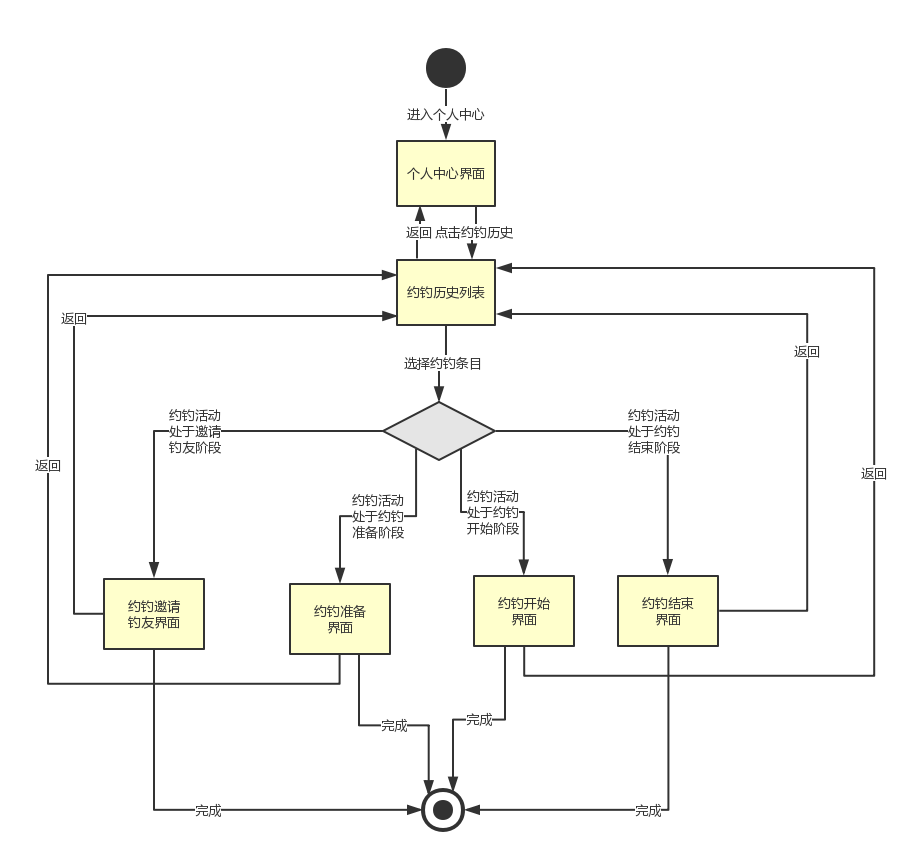 进入个人中心
个人中心界面
返回
点击约钓历史
约钓历史列表
返回
返回
选择约钓条目
约钓活动
处于邀请
钓友阶段
约钓活动
处于约钓
结束阶段
返回
返回
约钓活动
处于约钓
准备阶段
约钓活动
处于约钓
开始阶段
约钓邀请
钓友界面
约钓准备
界面
约钓开始
界面
约钓结束
界面
完成
完成
完成
完成